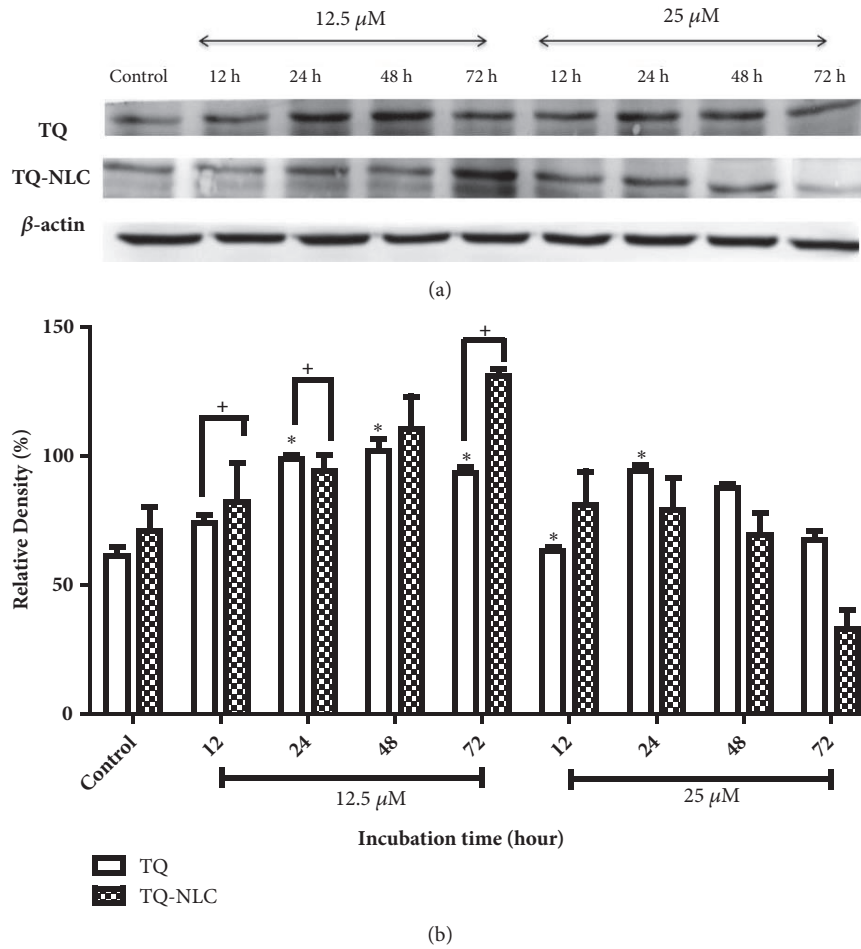 12.5 μM 25 μM
Control 12 h 24 h 48 h 72 h 12 h 24 h 48 h 72 h
TQ
TQ-NLC
β-actin
(a)
150
100
50
0
Relative Density (%)
+ + +
* * * * *
Control 12 24 48 72 12 24 48 72
12.5 μM 25 μM
Incubation time (hour)
TQ
TQ-NLC
(b)